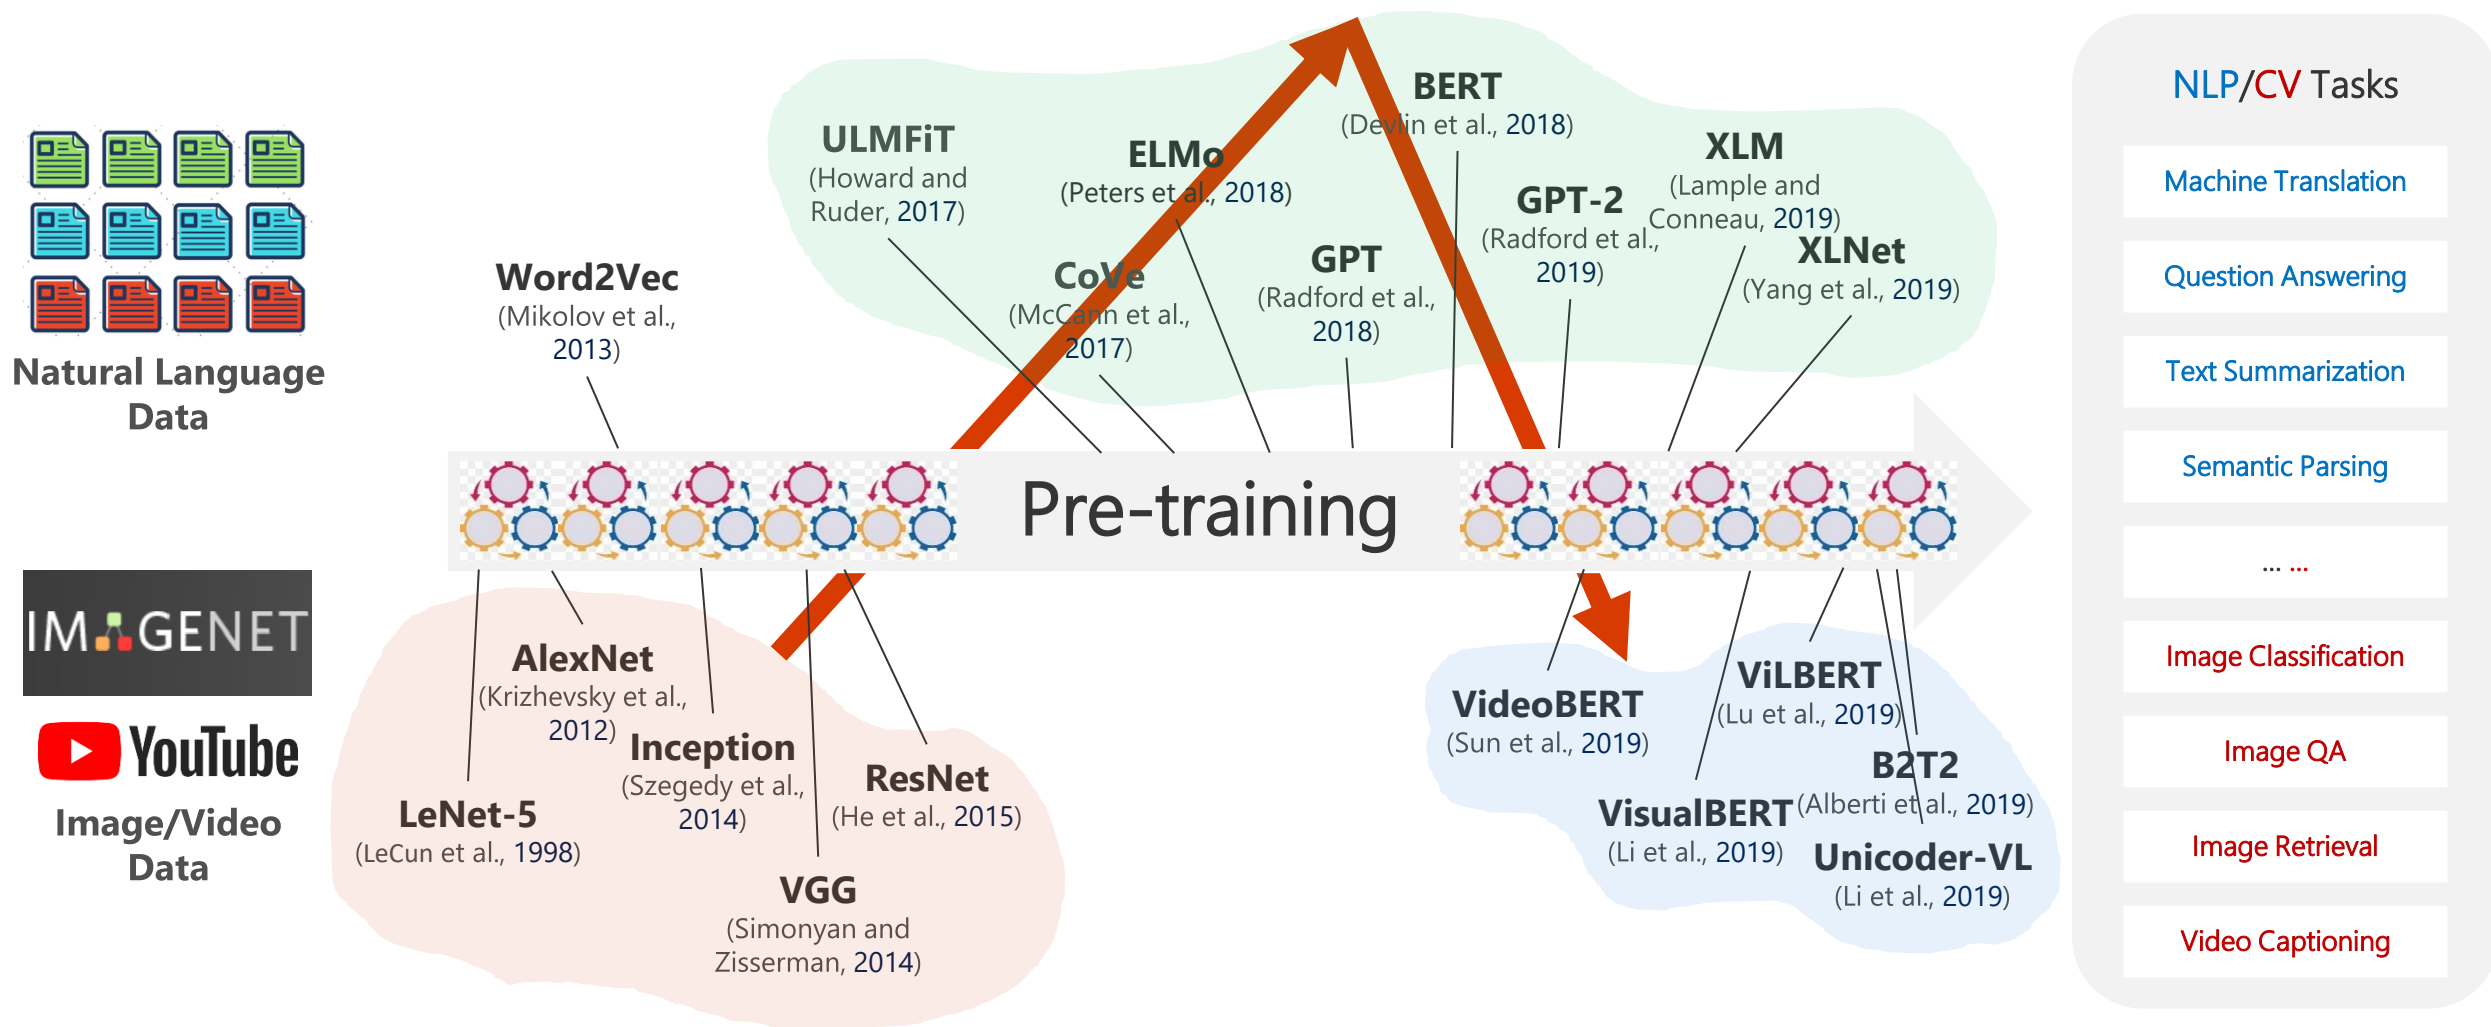 Natural Language
Data
IMAGENET
YouTube
Image/Video
Data
Word2Vec
(Mikolov et al.,
2013)
ULMFiT
(Howard and
Ruder, 2017)
CoVe
(McCann et al.,
2017)
ELMo
(Peters et al., 2018)
GPT
(Radford et al.,
2018)
BERT
(Devlin et al., 2018)
GPT-2
(Radford et al.,
2019)
XLM
(Lample and
Conneau, 2019)
XLNet
(Yang et al., 2019)
Pre-training
LeNet-5
(LeCun et al., 1998)
AlexNet
(Krizhevsky et al.,
2012)
Inception
(Szegedy et al.,
2014)
VGG
(Simonyan and
Zisserman, 2014)
ResNet
(He et al., 2015)
VideoBERT
(Sun et al., 2019)
VisualBERT
(Li et al., 2019)
ViLBERT
(Lu et al., 2019)
B2T2
(Alberti et al., 2019)
Unicoder-VL
(Li et al., 2019)
NLP/CV Tasks
Machine Translation
Question Answering
Text Summarization
Semantic Parsing
... ...
Image Classification
Image QA
Image Retrieval
Video Captioning